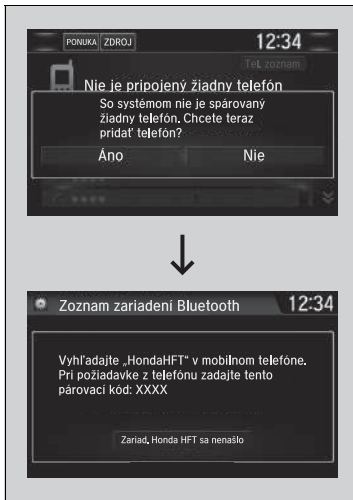 PONUKA ZDROJ 12:34
Tel. zoznam
Nie je pripojený žiadny telefón
So systémom nie je spárovaný
žiadny telefón. Chcete teraz
pridať telefón?
Áno Nie
Zoznam zariadení Bluetooth 12:34
Vyhľadajte „HondaHFT“ v mobilnom telefóne.
Pri požiadavke z telefónu zadajte tento
párovací kód: XXXX
Zariad. Honda HFT sa nenašlo